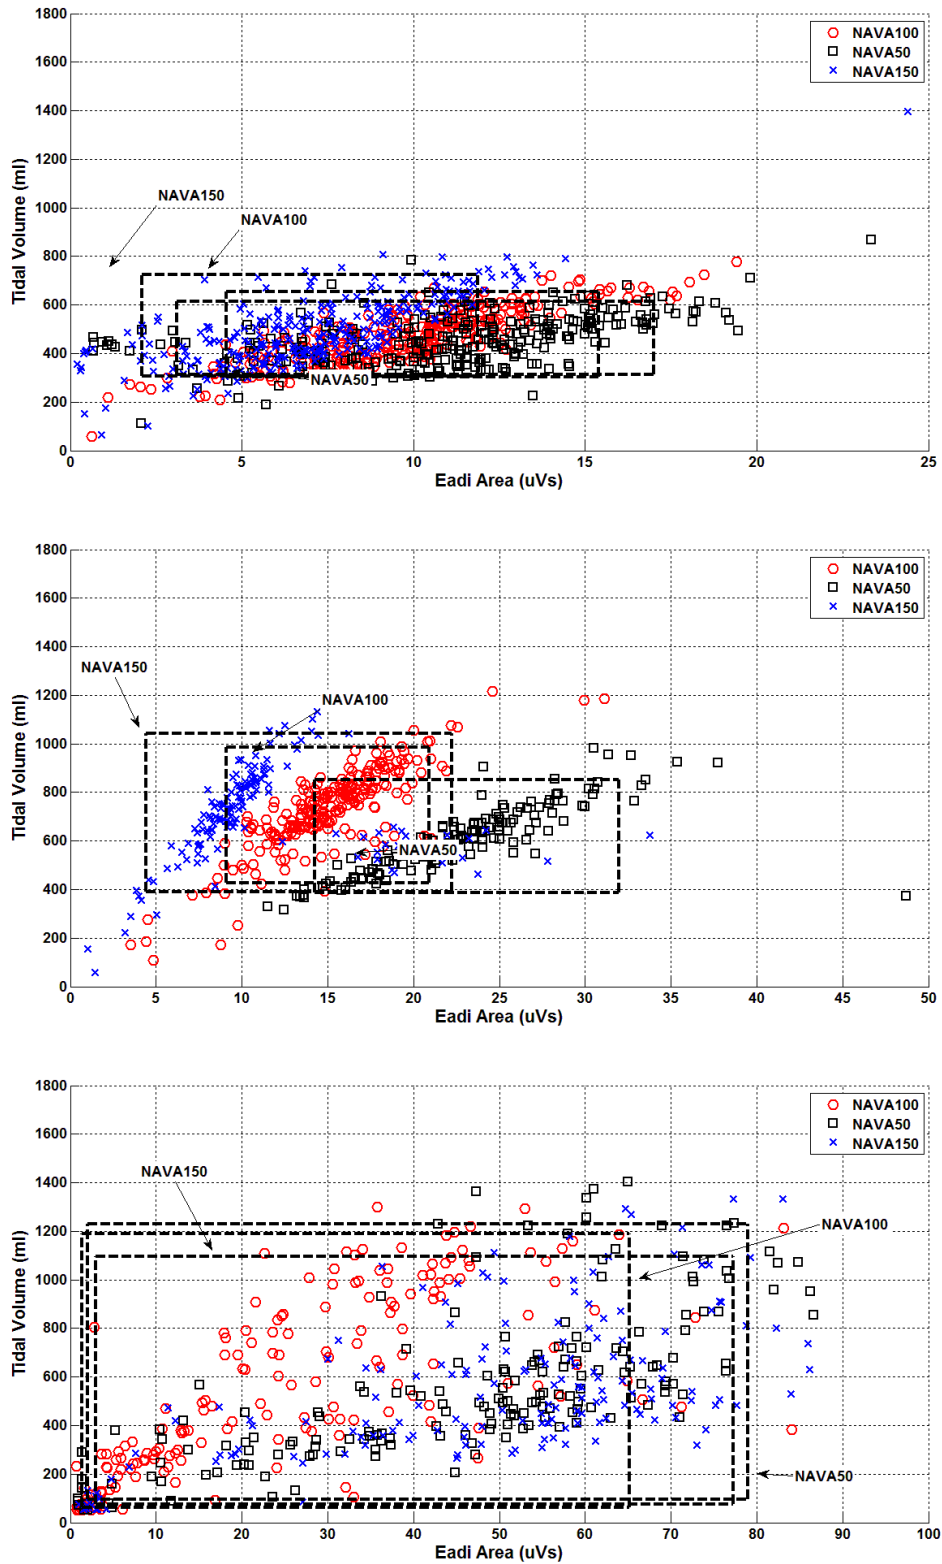 1800
1600
1400
1200
1000
800
600
400
200
0
Tidal Volume (ml)
NAVA100
NAVA50
NAVA150
NAVA150
NAVA100
NAVA50
0 5 10 15 20 25
Eadi Area (uVs)
1800
1600
1400
1200
1000
800
600
400
200
0
Tidal Volume (ml)
NAVA100
NAVA50
NAVA150
NAVA150
NAVA100
NAVA50
0 5 10 15 20 25 30 35 40 45 50
Eadi Area (uVs)
1800
1600
1400
1200
1000
800
600
400
200
0
Tidal Volume (ml)
NAVA100
NAVA50
NAVA150
NAVA150
NAVA100
NAVA50
0 10 20 30 40 50 60 70 80 90 100
Eadi Area (uVs)